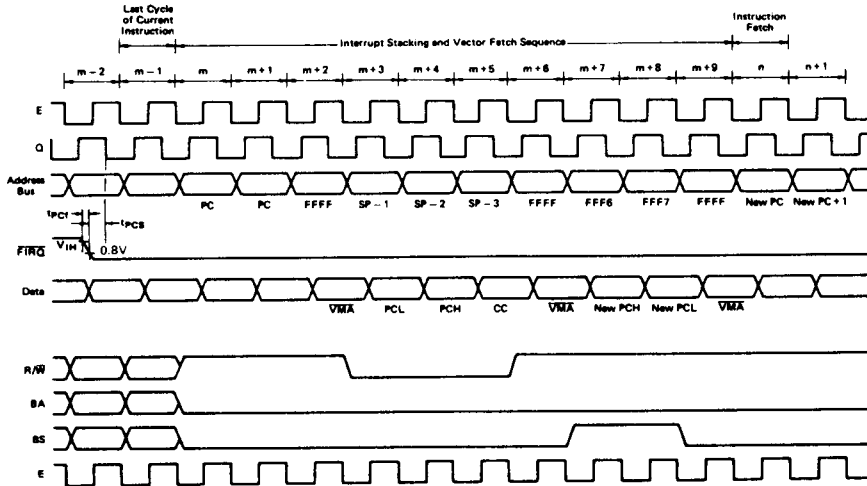 Last Cycle
of Current
Instruction
Interrupt Stacking and Vector Fetch Sequence
Instruction
Fetch
m – 2 m – 1 m m + 1 m + 2 m + 3 m + 4 m + 5 m + 6 m + 7 m + 8 m + 9 n n + 1
E
Q
Address
Bus
PC PC FFFF SP – 1 SP – 2 SP – 3 FFFF FFF6 FFF7 FFFF New PC New PC + 1
tPCf
tPCS
VIH
0.8V
FIRQ
Data
VMA PCL PCH CC VMA New PCH New PCL VMA
R/W
BA
BS
E